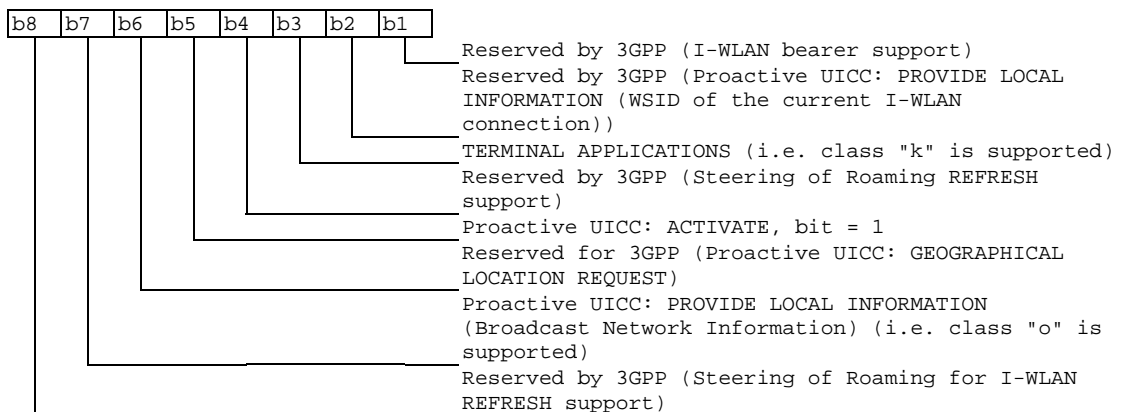 b8 b7 b6 b5 b4 b3 b2 b1
Reserved by 3GPP (I-WLAN bearer support)
Reserved by 3GPP (Proactive UICC: PROVIDE LOCAL
INFORMATION (WSID of the current I-WLAN
connection))
TERMINAL APPLICATIONS (i.e. class "k" is supported)
Reserved by 3GPP (Steering of Roaming REFRESH
support)
Proactive UICC: ACTIVATE, bit = 1
Reserved for 3GPP (Proactive UICC: GEOGRAPHICAL
LOCATION REQUEST)
Proactive UICC: PROVIDE LOCAL INFORMATION
(Broadcast Network Information) (i.e. class "o" is
supported)
Reserved by 3GPP (Steering of Roaming for I-WLAN
REFRESH support)